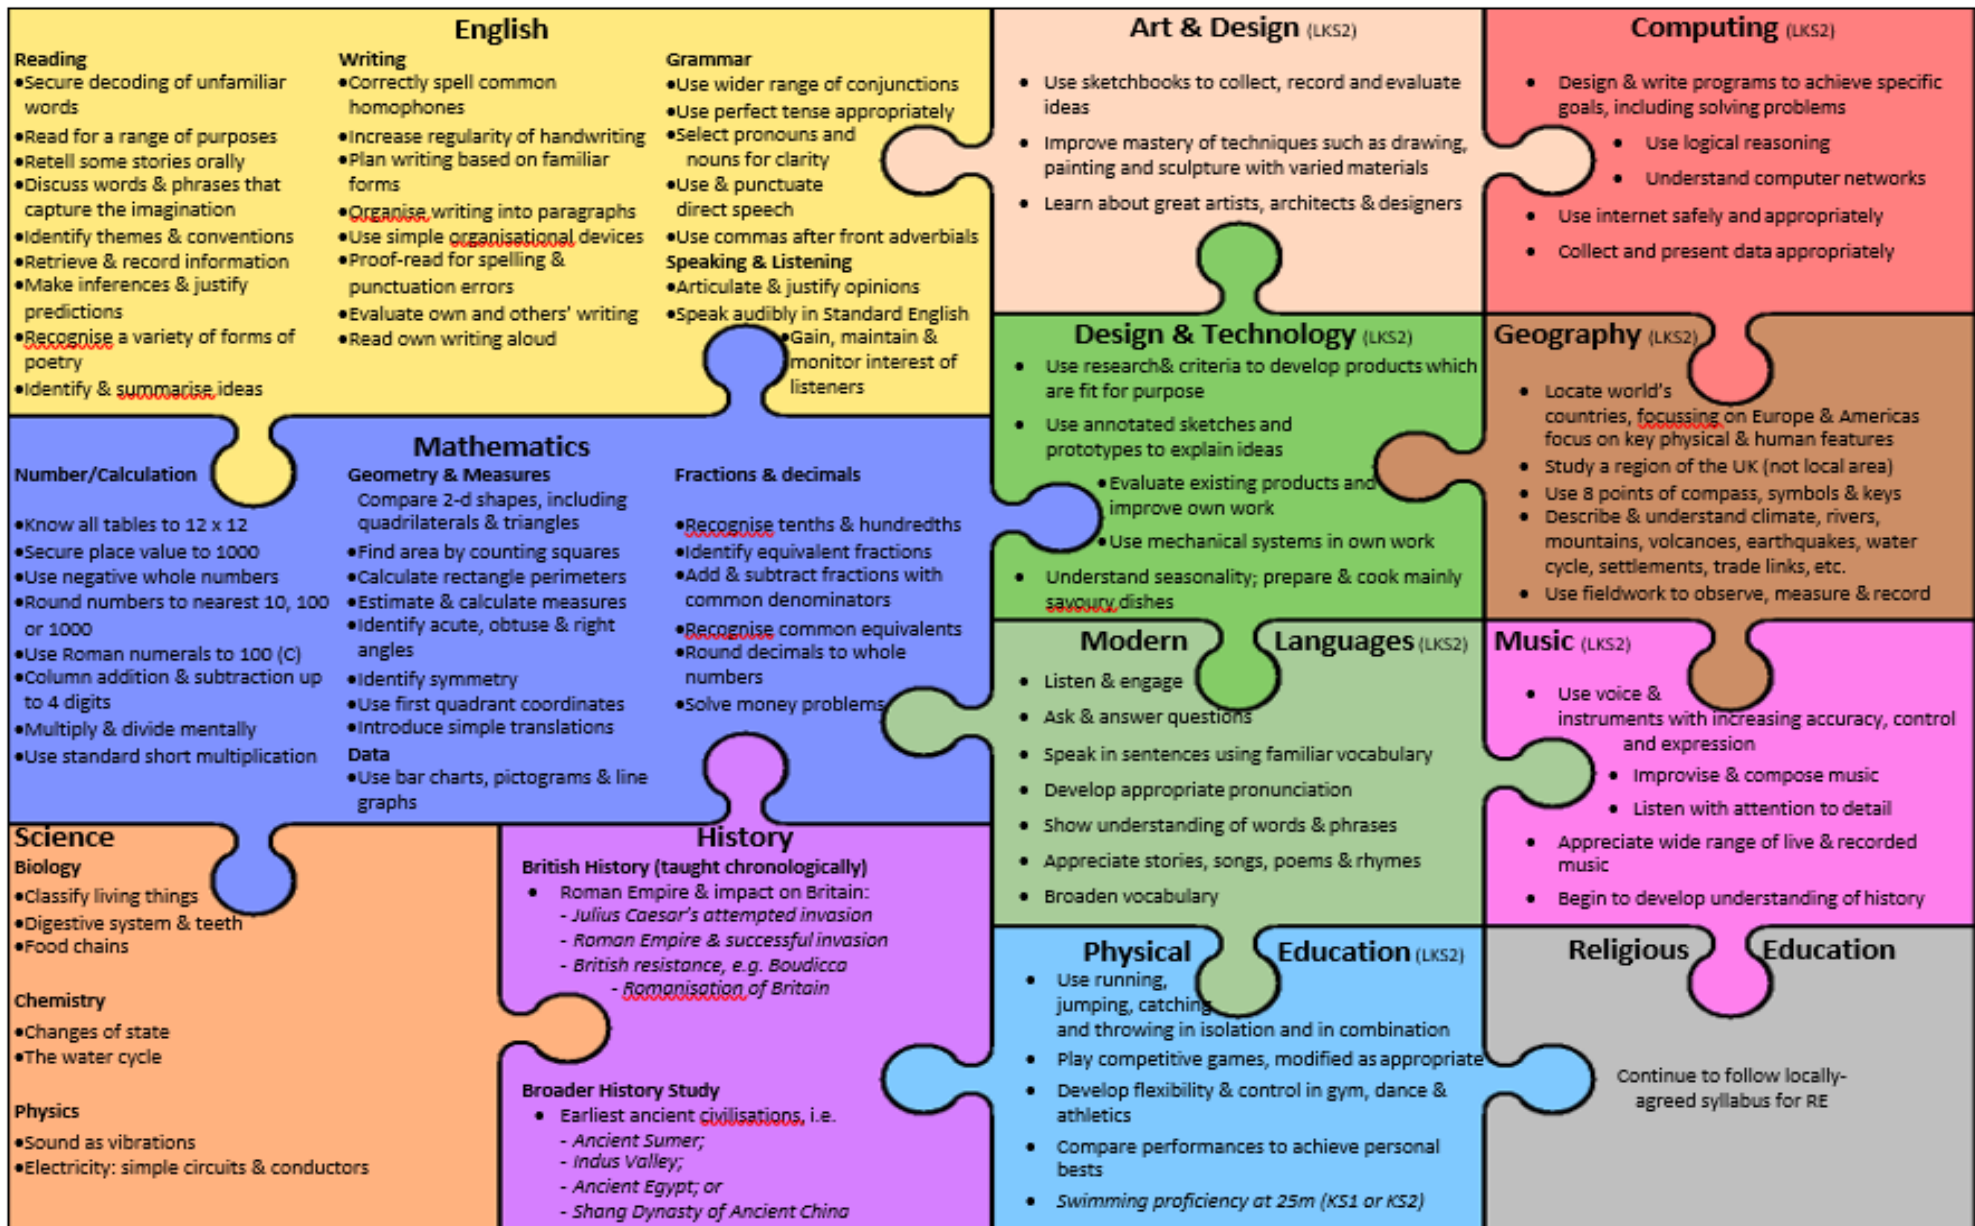 English
Reading
•Secure decoding of unfamiliar
words
•Read for a range of purposes
•Retell some stories orally
•Discuss words & phrases that
capture the imagination
•Identify themes & conventions
•Retrieve & record information
•Make inferences & justify
predictions
•Recognise a variety of forms of
poetry
•Identify & summarise ideas
Writing
•Correctly spell common
homophones
•Increase regularity of handwriting
•Plan writing based on familiar
forms
•Organise writing into paragraphs
•Use simple organisational devices
•Proof-read for spelling &
punctuation errors
•Evaluate own and others' writing
•Read own writing aloud
Grammar
•Use wider range of conjunctions
•Use perfect tense appropriately
•Select pronouns and
nouns for clarity
•Use & punctuate
direct speech
•Use commas after front adverbials
Speaking & Listening
•Articulate & justify opinions
•Speak audibly in Standard English
•Gain, maintain &
monitor interest of
listeners
Art & Design (LKS2)
• Use sketchbooks to collect, record and evaluate
ideas
• Improve mastery of techniques such as drawing,
painting and sculpture with varied materials
• Learn about great artists, architects & designers
Computing (LKS2)
• Design & write programs to achieve specific
goals, including solving problems
• Use logical reasoning
• Understand computer networks
• Use internet safely and appropriately
• Collect and present data appropriately
Design & Technology (LKS2)
• Use research& criteria to develop products which
are fit for purpose
• Use annotated sketches and
prototypes to explain ideas
•Evaluate existing products and
improve own work
•Use mechanical systems in own work
• Understand seasonality; prepare & cook mainly
savoury dishes
Geography (LKS2)
• Locate world's
countries, focussing on Europe & Americas
focus on key physical & human features
• Study a region of the UK (not local area)
• Use 8 points of compass, symbols & keys
• Describe & understand climate, rivers,
mountains, volcanoes, earthquakes, water
cycle, settlements, trade links, etc.
• Use fieldwork to observe, measure & record
Mathematics
Number/Calculation
•Know all tables to 12 x 12
•Secure place value to 1000
•Use negative whole numbers
•Round numbers to nearest 10, 100
or 1000
•Use Roman numerals to 100 (C)
•Column addition & subtraction up
to 4 digits
•Multiply & divide mentally
•Use standard short multiplication
Geometry & Measures
Compare 2-d shapes, including
quadrilaterals & triangles
•Find area by counting squares
•Calculate rectangle perimeters
•Estimate & calculate measures
•Identify acute, obtuse & right
angles
•Identify symmetry
•Use first quadrant coordinates
•Introduce simple translations
Data
•Use bar charts, pictograms & line
graphs
Fractions & decimals
•Recognise tenths & hundredths
•Identify equivalent fractions
•Add & subtract fractions with
common denominators
•Recognise common equivalents
•Round decimals to whole
numbers
•Solve money problems
Modern Languages (LKS2)
• Listen & engage
• Ask & answer questions
• Speak in sentences using familiar vocabulary
• Develop appropriate pronunciation
• Show understanding of words & phrases
• Appreciate stories, songs, poems & rhymes
• Broaden vocabulary
Music (LKS2)
• Use voice &
instruments with increasing accuracy, control
and expression
• Improvise & compose music
• Listen with attention to detail
• Appreciate wide range of live & recorded
music
• Begin to develop understanding of history
Science
Biology
•Classify living things
•Digestive system & teeth
•Food chains
Chemistry
•Changes of state
•The water cycle
Physics
•Sound as vibrations
•Electricity: simple circuits & conductors
History
British History (taught chronologically)
• Roman Empire & impact on Britain:
- Julius Caesar's attempted invasion
- Roman Empire & successful invasion
- British resistance, e.g. Boudicca
- Romanisation of Britain
Broader History Study
• Earliest ancient civilisations, i.e.
- Ancient Sumer;
- Indus Valley;
- Ancient Egypt; or
- Shang Dynasty of Ancient China
Physical Education (LKS2)
• Use running,
jumping, catching
and throwing in isolation and in combination
• Play competitive games, modified as appropriate
• Develop flexibility & control in gym, dance &
athletics
• Compare performances to achieve personal
bests
• Swimming proficiency at 25m (KS1 or KS2)
Religious Education
Continue to follow locally-
agreed syllabus for RE